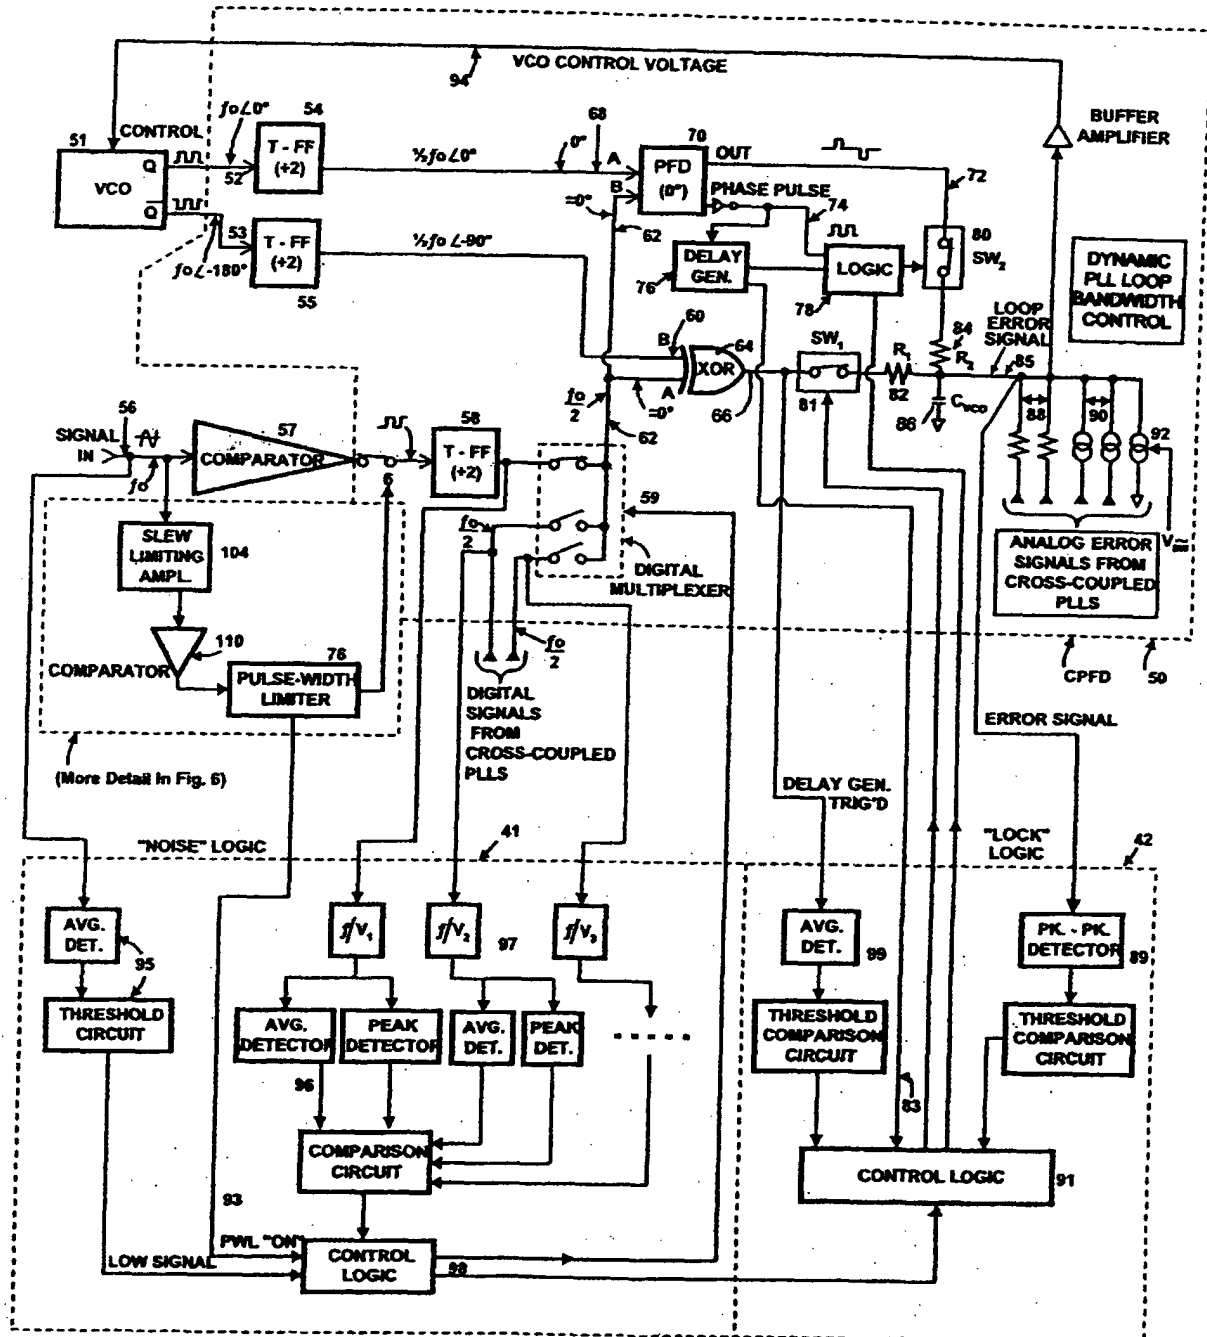 VCO CONTROL VOLTAGE
94
BUFFER
AMPLIFIER
51
CONTROL
VCO
Q
Q̅
fo∠0°
52
54
T - FF
(÷2)
½fo∠0°
0°
68
A
B
≈0°
62
70
PFD
(0°)
OUT
72
PHASE PULSE
74
53
fo∠-180°
T - FF
(÷2)
55
½fo∠-90°
DELAY
GEN.
76
LOGIC
78
80
SW2
DYNAMIC
PLL LOOP
BANDWIDTH
CONTROL
60
B
64
XOR
A
≈0°
66
fo
2
62
SW1
81
R1
82
84
R2
LOOP
ERROR
SIGNAL
85
86
CVCO
88
90
92
56
SIGNAL
IN
fo
57
COMPARATOR
6
58
T - FF
(÷2)
59
DIGITAL
MULTIPLEXER
fo
2
fo
2
ANALOG ERROR
SIGNALS FROM
CROSS-COUPLED
PLLS
SLEW
LIMITING
AMPL.
104
110
COMPARATOR
76
PULSE-WIDTH
LIMITER
(More Detail In Fig. 6)
DIGITAL
SIGNALS
FROM
CROSS-COUPLED
PLLS
CPFD
50
ERROR SIGNAL
DELAY GEN.
TRIG'D
"NOISE" LOGIC
41
"LOCK"
LOGIC
42
AVG.
DET.
95
THRESHOLD
CIRCUIT
f/V1
f/V2
97
f/V3
AVG.
DETECTOR
PEAK
DETECTOR
AVG.
DET.
PEAK
DET.
96
COMPARISON
CIRCUIT
93
PWL "ON"
LOW SIGNAL
CONTROL
LOGIC
98
AVG.
DET.
99
THRESHOLD
COMPARISON
CIRCUIT
83
PK. - PK.
DETECTOR
89
THRESHOLD
COMPARISON
CIRCUIT
CONTROL LOGIC
91